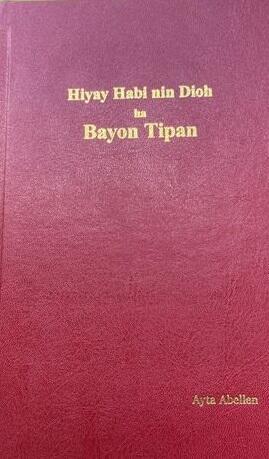 Hiyay Habi nin Dioh
ha
Bayon Tipan
Ayta Abellen